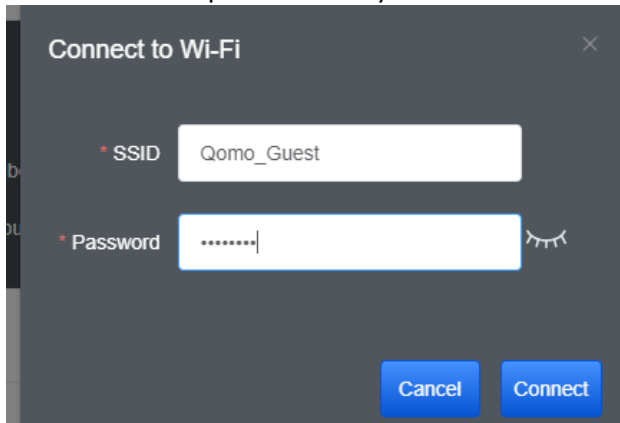 Connect to Wi-Fi
* SSID Qomo_Guest
* Password ••••••••
Cancel Connect